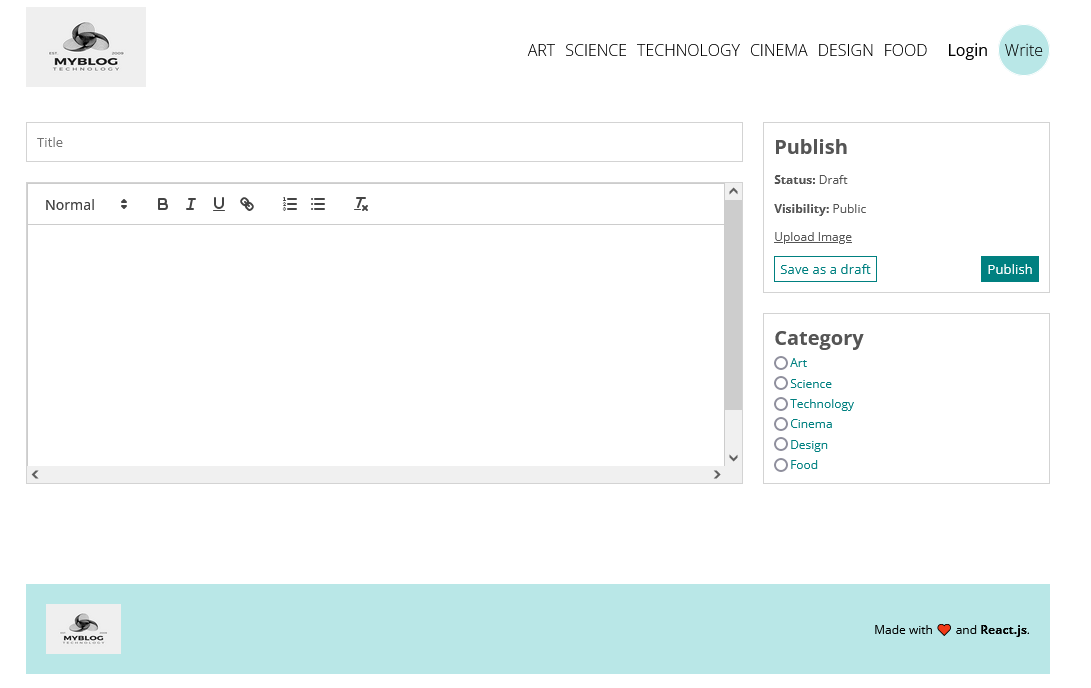 EST. 2008
MYBLOG
TECHNOLOGY
ART SCIENCE TECHNOLOGY CINEMA DESIGN FOOD Login Write
Title
Normal B I U
Publish
Status: Draft
Visibility: Public
Upload Image
Save as a draft Publish
Category
Art
Science
Technology
Cinema
Design
Food
MYBLOG
TECHNOLOGY
Made with ❤️ and React.js.